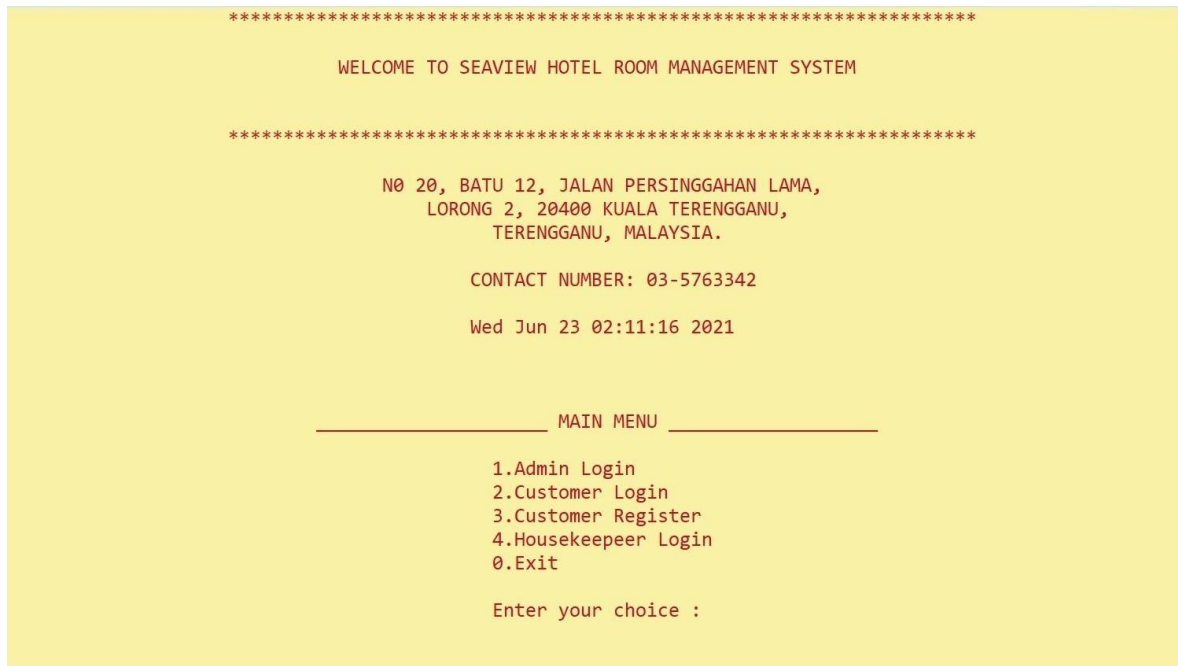 ********************************************************************
WELCOME TO SEAVIEW HOTEL ROOM MANAGEMENT SYSTEM
********************************************************************
N0 20, BATU 12, JALAN PERSINGGAHAN LAMA,
LORONG 2, 20400 KUALA TERENGGANU,
TERENGGANU, MALAYSIA.
CONTACT NUMBER: 03-5763342
Wed Jun 23 02:11:16 2021
_____________________ MAIN MENU ___________________
1.Admin Login
2.Customer Login
3.Customer Register
4.Housekeepeer Login
0.Exit
Enter your choice :